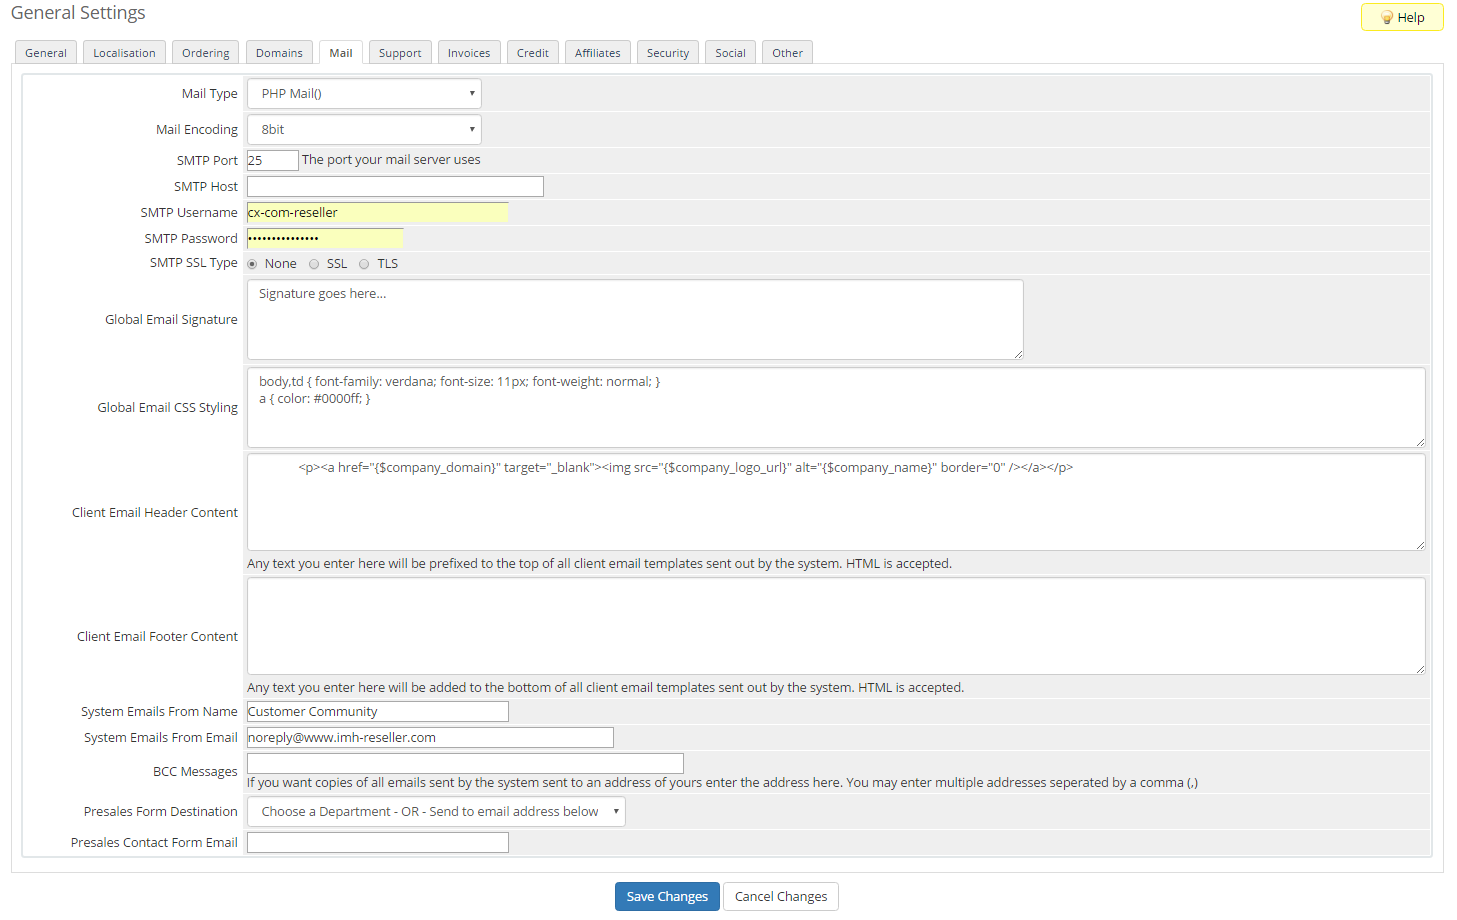 General Settings
Help
General Localisation Ordering Domains Mail Support Invoices Credit Affiliates Security Social Other
Mail Type PHP Mail()
Mail Encoding 8bit
SMTP Port 25 The port your mail server uses
SMTP Host
SMTP Username cx-com-reseller
SMTP Password •••••••••••••••
SMTP SSL Type None SSL TLS
Global Email Signature
Signature goes here...
Global Email CSS Styling
body,td { font-family: verdana; font-size: 11px; font-weight: normal; }
a { color: #0000ff; }
Client Email Header Content
<p><a href="{$company_domain}" target="_blank"><img src="{$company_logo_url}" alt="{$company_name}" border="0" /></a></p>
Any text you enter here will be prefixed to the top of all client email templates sent out by the system. HTML is accepted.
Client Email Footer Content
Any text you enter here will be added to the bottom of all client email templates sent out by the system. HTML is accepted.
System Emails From Name Customer Community
System Emails From Email noreply@www.imh-reseller.com
BCC Messages
If you want copies of all emails sent by the system sent to an address of yours enter the address here. You may enter multiple addresses seperated by a comma (,)
Presales Form Destination Choose a Department - OR - Send to email address below
Presales Contact Form Email
Save Changes Cancel Changes